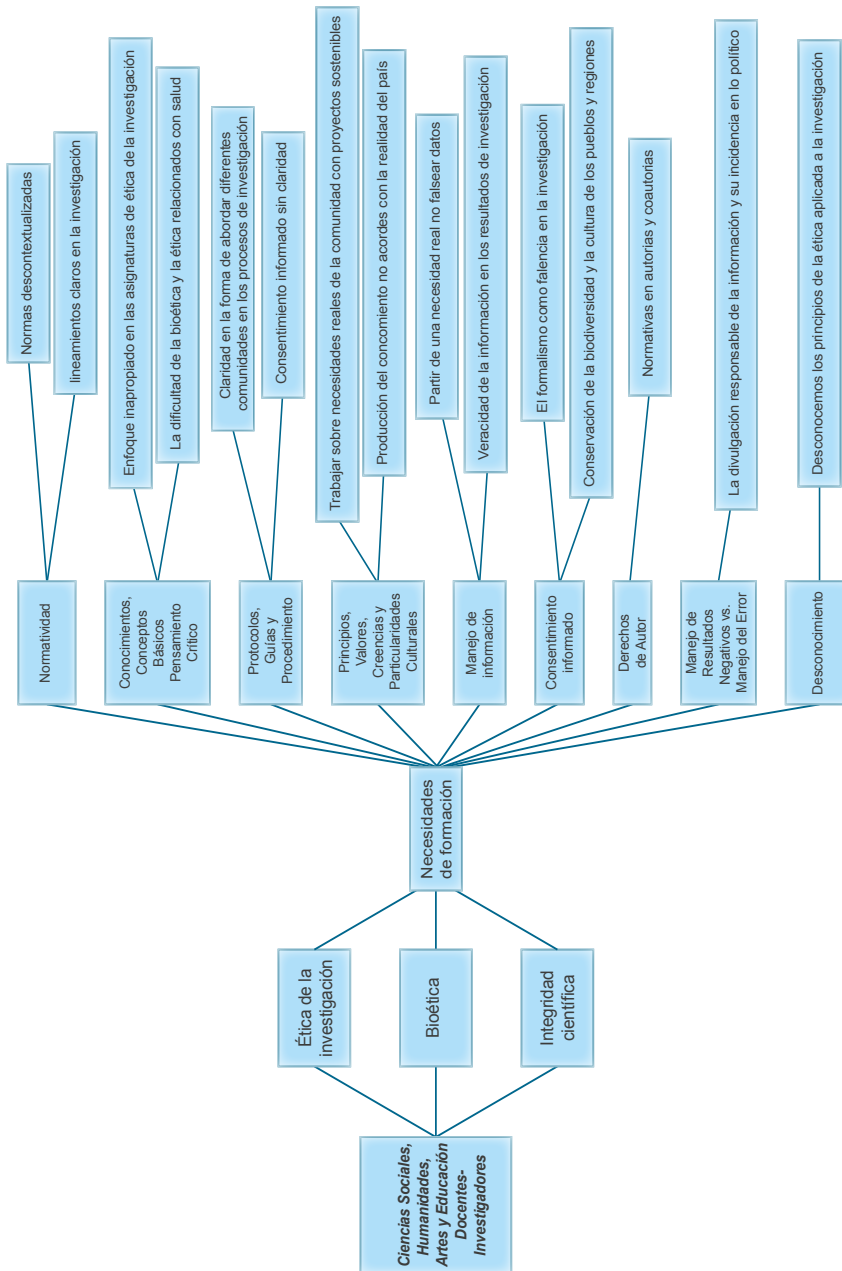 Ciencias Sociales,
Humanidades,
Artes y Educación
Docentes-
Investigadores
Ética de la
investigación
Bioética
Integridad
científica
Necesidades
de formación
Normatividad
Conocimientos,
Conceptos
Básicos
Pensamiento
Crítico
Protocolos,
Guías y
Procedimiento
Principios,
Valores,
Creencias y
Particularidades
Culturales
Manejo de
información
Consentimiento
informado
Derechos
de Autor
Manejo de
Resultados
Negativos vs.
Manejo del Error
Desconocimiento
Normas descontextualizadas
lineamientos claros en la investigación
Enfoque inapropiado en las asignaturas de ética de la investigación
La dificultad de la bioética y la ética relacionados con salud
Claridad en la forma de abordar diferentes
comunidades en los procesos de investigación
Consentimiento informado sin claridad
Trabajar sobre necesidades reales de la comunidad con proyectos sostenibles
Producción del concomiento no acordes con la realidad del país
Partir de una necesidad real no falsear datos
Veracidad de la información en los resultados de investigación
El formalismo como falencia en la investigación
Conservación de la biodiversidad y la cultura de los pueblos y regiones
Normativas en autorias y coautorias
La divulgación responsable de la información y su incidencia en lo político
Desconocemos los principios de la ética aplicada a la investigación